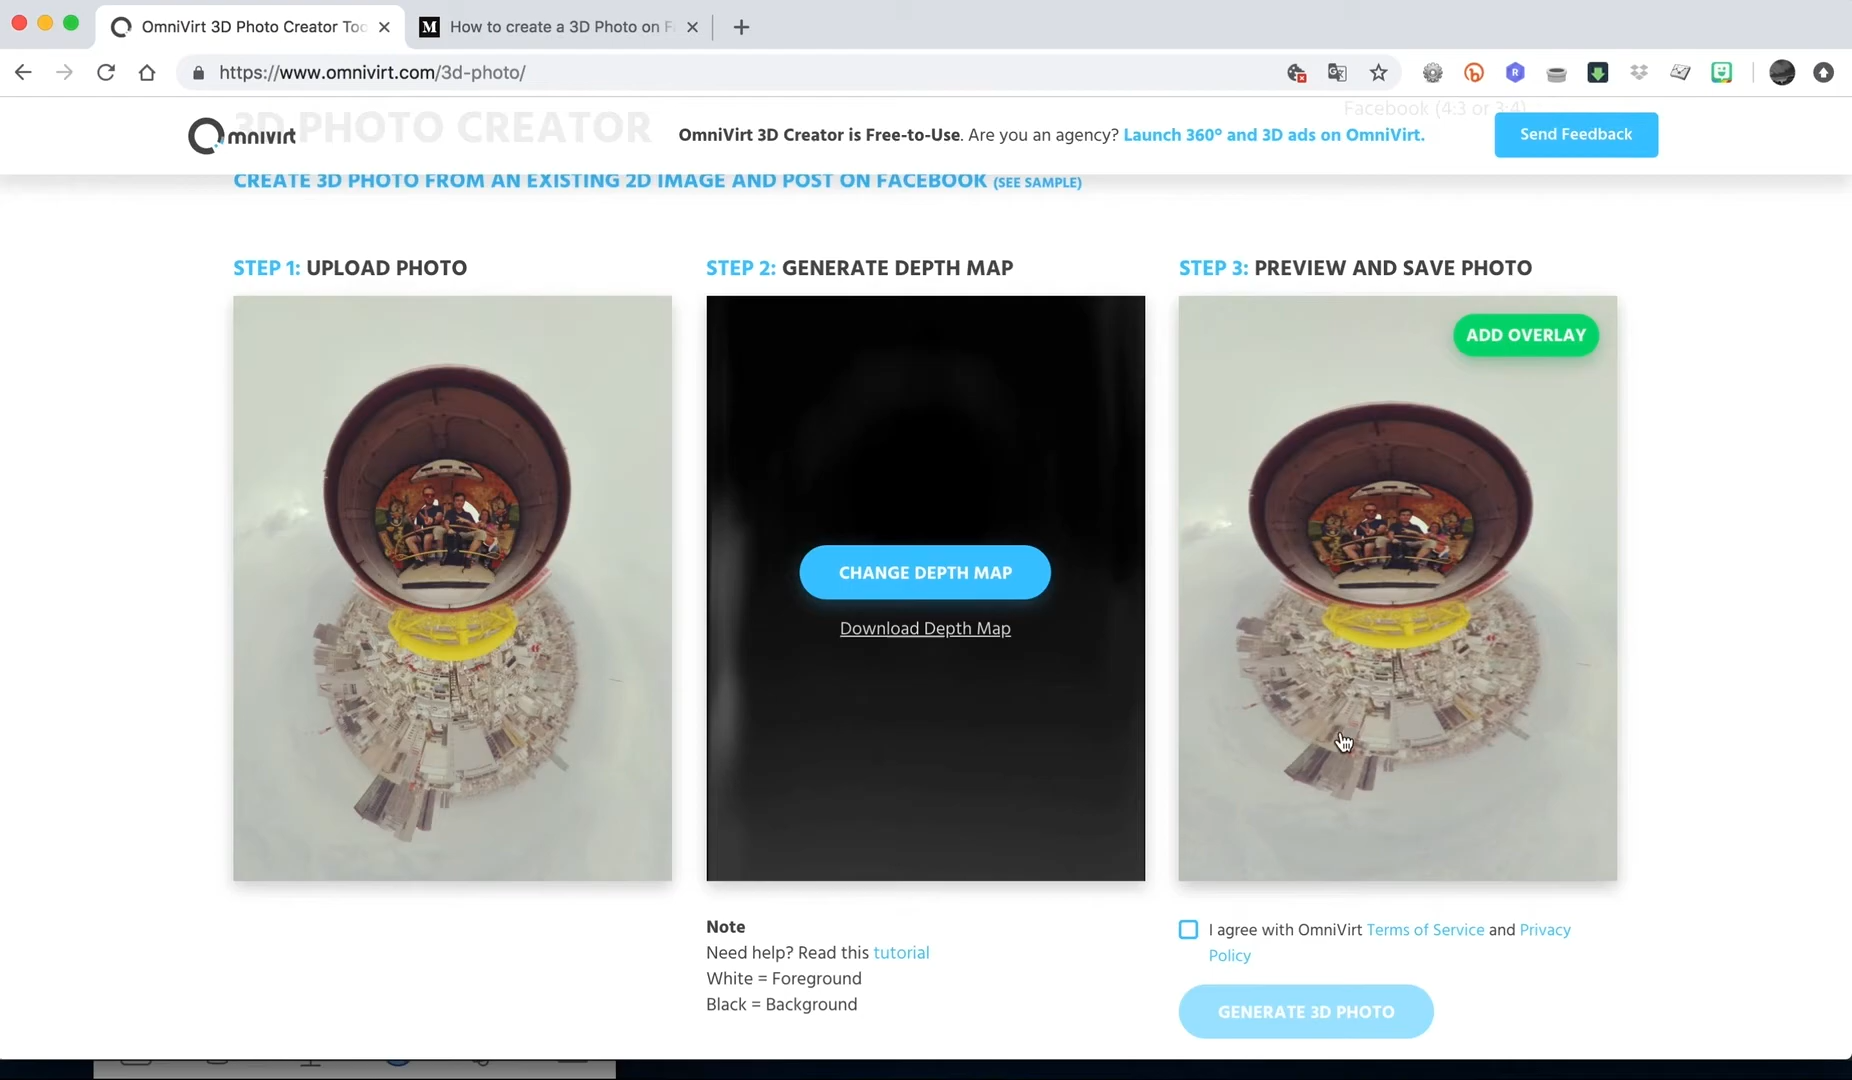 OmniVirt 3D Photo Creator Too
How to create a 3D Photo on F
https://www.omnivirt.com/3d-photo/
Facebook (4:3 or 3:4)
3D PHOTO CREATOR
Omnivirt
OmniVirt 3D Creator is Free-to-Use. Are you an agency? Launch 360° and 3D ads on OmniVirt.
Send Feedback
CREATE 3D PHOTO FROM AN EXISTING 2D IMAGE AND POST ON FACEBOOK (SEE SAMPLE)
STEP 1: UPLOAD PHOTO
STEP 2: GENERATE DEPTH MAP
CHANGE DEPTH MAP
Download Depth Map
Note
Need help? Read this tutorial
White = Foreground
Black = Background
STEP 3: PREVIEW AND SAVE PHOTO
ADD OVERLAY
I agree with OmniVirt Terms of Service and Privacy
Policy
GENERATE 3D PHOTO